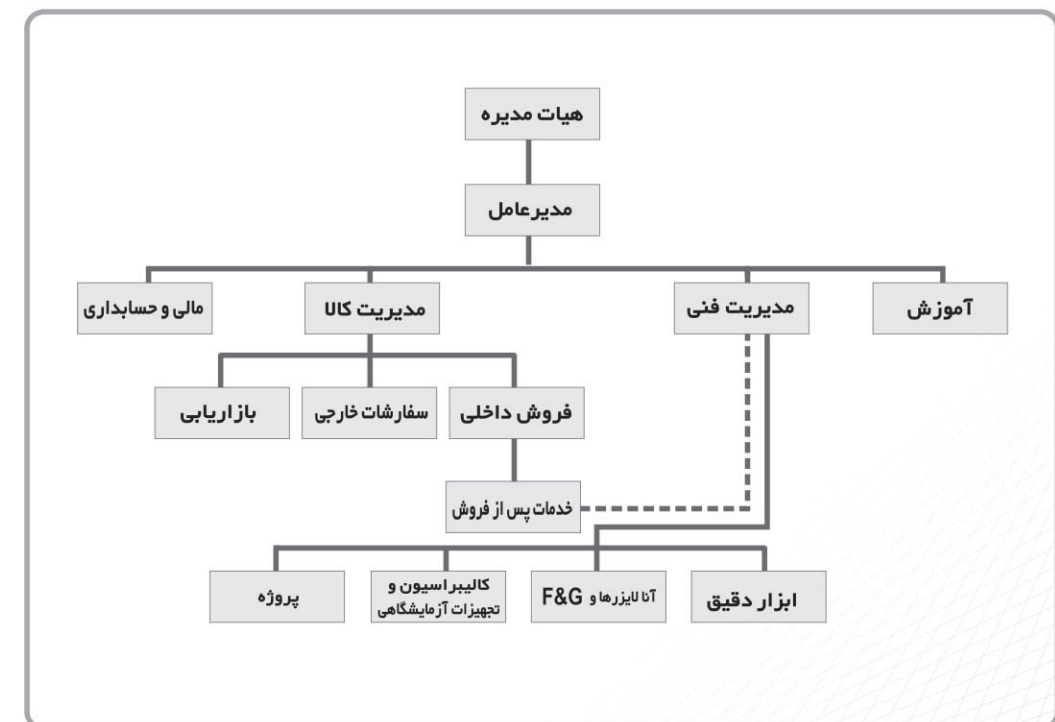 هیات مدیره
مدیرعامل
آموزش
مدیریت فنی
مدیریت کالا
مالی و حسابداری
فروش داخلی
سفارشات خارجی
بازاریابی
خدمات پس از فروش
ابزار دقیق
آنالایزرها و F&G
کالیبراسیون و
تجهیزات آزمایشگاهی
پروژه